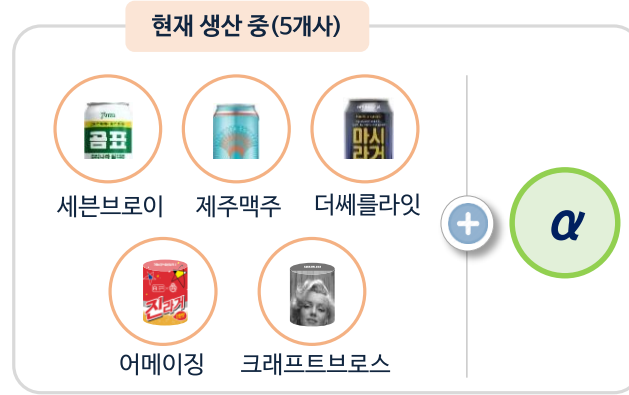 현재 생산 중(5개사)
곰표
마시
라거
세븐브로이
제주맥주
더쎄를라잇
+
α
진라거
어메이징
크래프트브로스